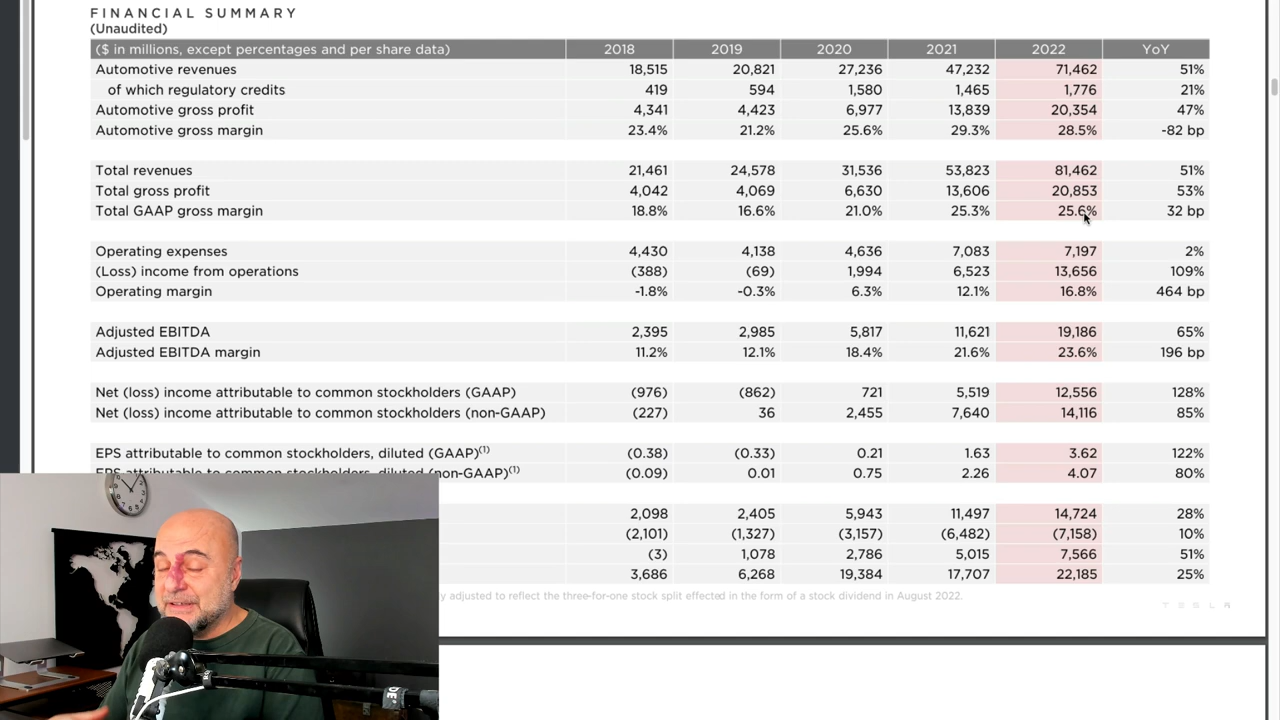 FINANCIAL SUMMARY
(Unaudited)
($ in millions, except percentages and per share data) 2018 2019 2020 2021 2022 YoY
Automotive revenues 18,515 20,821 27,236 47,232 71,462 51%
of which regulatory credits 419 594 1,580 1,465 1,776 21%
Automotive gross profit 4,341 4,423 6,977 13,839 20,354 47%
Automotive gross margin 23.4% 21.2% 25.6% 29.3% 28.5% -82 bp
Total revenues 21,461 24,578 31,536 53,823 81,462 51%
Total gross profit 4,042 4,069 6,630 13,606 20,853 53%
Total GAAP gross margin 18.8% 16.6% 21.0% 25.3% 25.6% 32 bp
Operating expenses 4,430 4,138 4,636 7,083 7,197 2%
(Loss) income from operations (388) (69) 1,994 6,523 13,656 109%
Operating margin -1.8% -0.3% 6.3% 12.1% 16.8% 464 bp
Adjusted EBITDA 2,395 2,985 5,817 11,621 19,186 65%
Adjusted EBITDA margin 11.2% 12.1% 18.4% 21.6% 23.6% 196 bp
Net (loss) income attributable to common stockholders (GAAP) (976) (862) 721 5,519 12,556 128%
Net (loss) income attributable to common stockholders (non-GAAP) (227) 36 2,455 7,640 14,116 85%
EPS attributable to common stockholders, diluted (GAAP)(1) (0.38) (0.33) 0.21 1.63 3.62 122%
EPS attributable to common stockholders, diluted (non-GAAP)(1) (0.09) 0.01 0.75 2.26 4.07 80%
2,098 2,405 5,943 11,497 14,724 28%
(2,101) (1,327) (3,157) (6,482) (7,158) 10%
(3) 1,078 2,786 5,015 7,566 51%
3,686 6,268 19,384 17,707 22,185 25%
adjusted to reflect the three-for-one stock split effected in the form of a stock dividend in August 2022.
TESLA